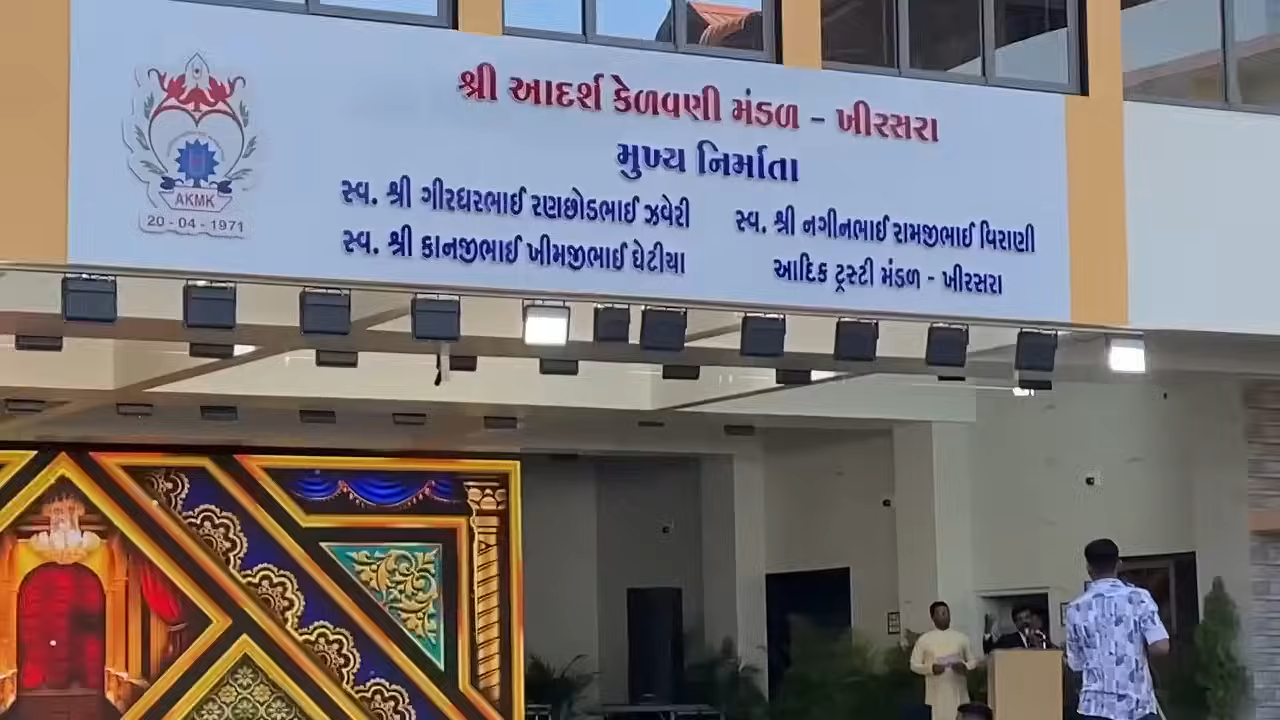 શ્રી આદર્શ કેળવણી મંડળ - ખીરસરા
મુખ્ય નિર્માતા
સ્વ. શ્રી ગીરધરભાઈ રણછોડભાઈ ઝવેરી
સ્વ. શ્રી કાનજીભાઈ ખીમજીભાઈ ઘેટીયા
સ્વ. શ્રી નગીનભાઈ રામજીભાઈ વિરાણી
આદિક ટ્રસ્ટી મંડળ - ખીરસરા
AKMK
20 - 04 - 1971